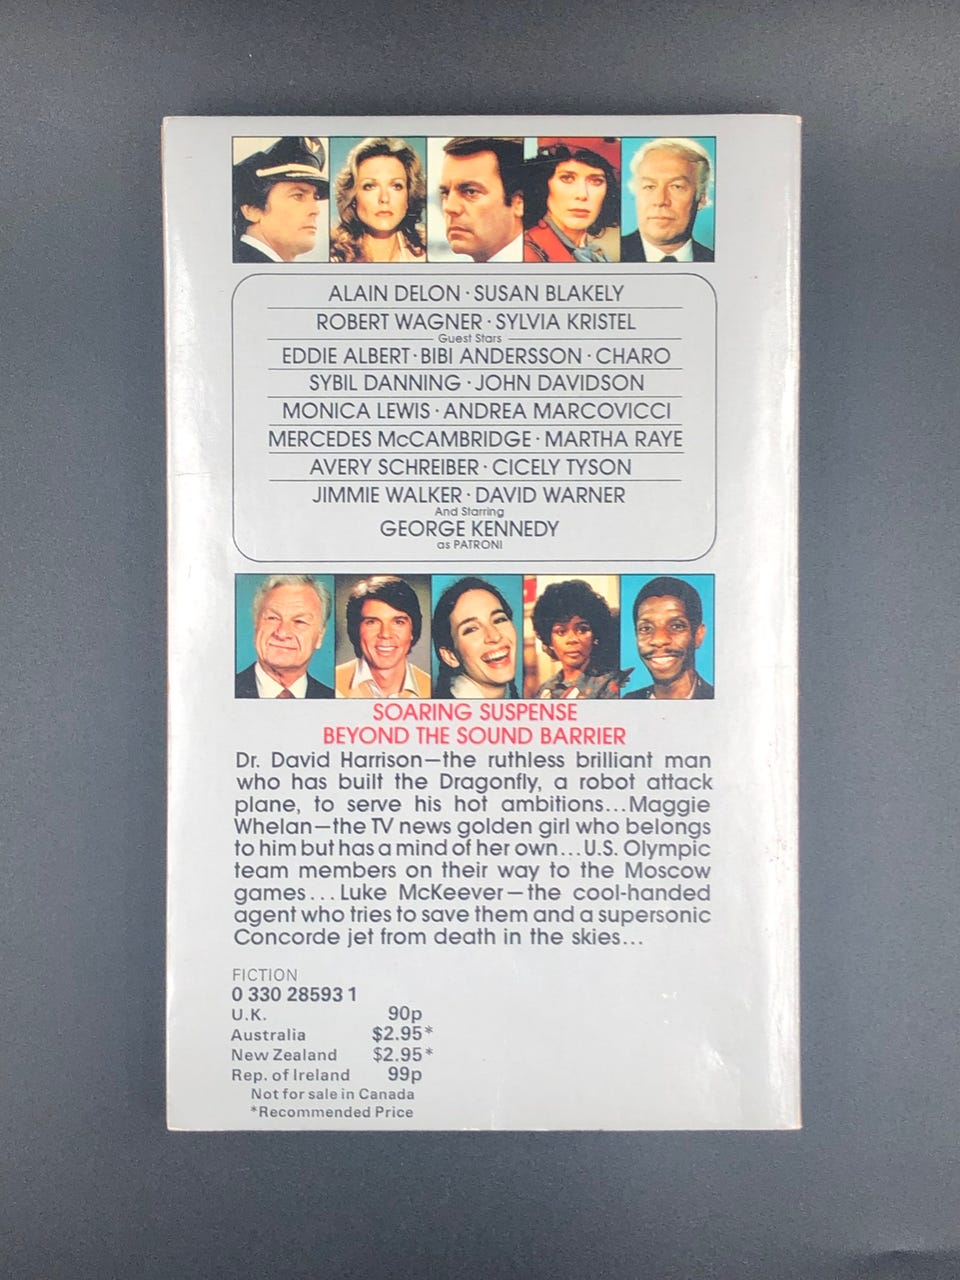 ALAIN DELON · SUSAN BLAKELY
ROBERT WAGNER · SYLVIA KRISTEL
Guest Stars
EDDIE ALBERT · BIBI ANDERSSON · CHARO
SYBIL DANNING · JOHN DAVIDSON
MONICA LEWIS · ANDREA MARCOVICCI
MERCEDES McCAMBRIDGE · MARTHA RAYE
AVERY SCHREIBER · CICELY TYSON
JIMMIE WALKER · DAVID WARNER
And Starring
GEORGE KENNEDY
as PATRONI
SOARING SUSPENSE
BEYOND THE SOUND BARRIER
Dr. David Harrison—the ruthless brilliant man
who has built the Dragonfly, a robot attack
plane, to serve his hot ambitions...Maggie
Whelan—the TV news golden girl who belongs
to him but has a mind of her own...U.S. Olympic
team members on their way to the Moscow
games...Luke McKeever—the cool-handed
agent who tries to save them and a supersonic
Concorde jet from death in the skies...
FICTION
0 330 28593 1
U.K. 90p
Australia $2.95*
New Zealand $2.95*
Rep. of Ireland 99p
Not for sale in Canada
*Recommended Price